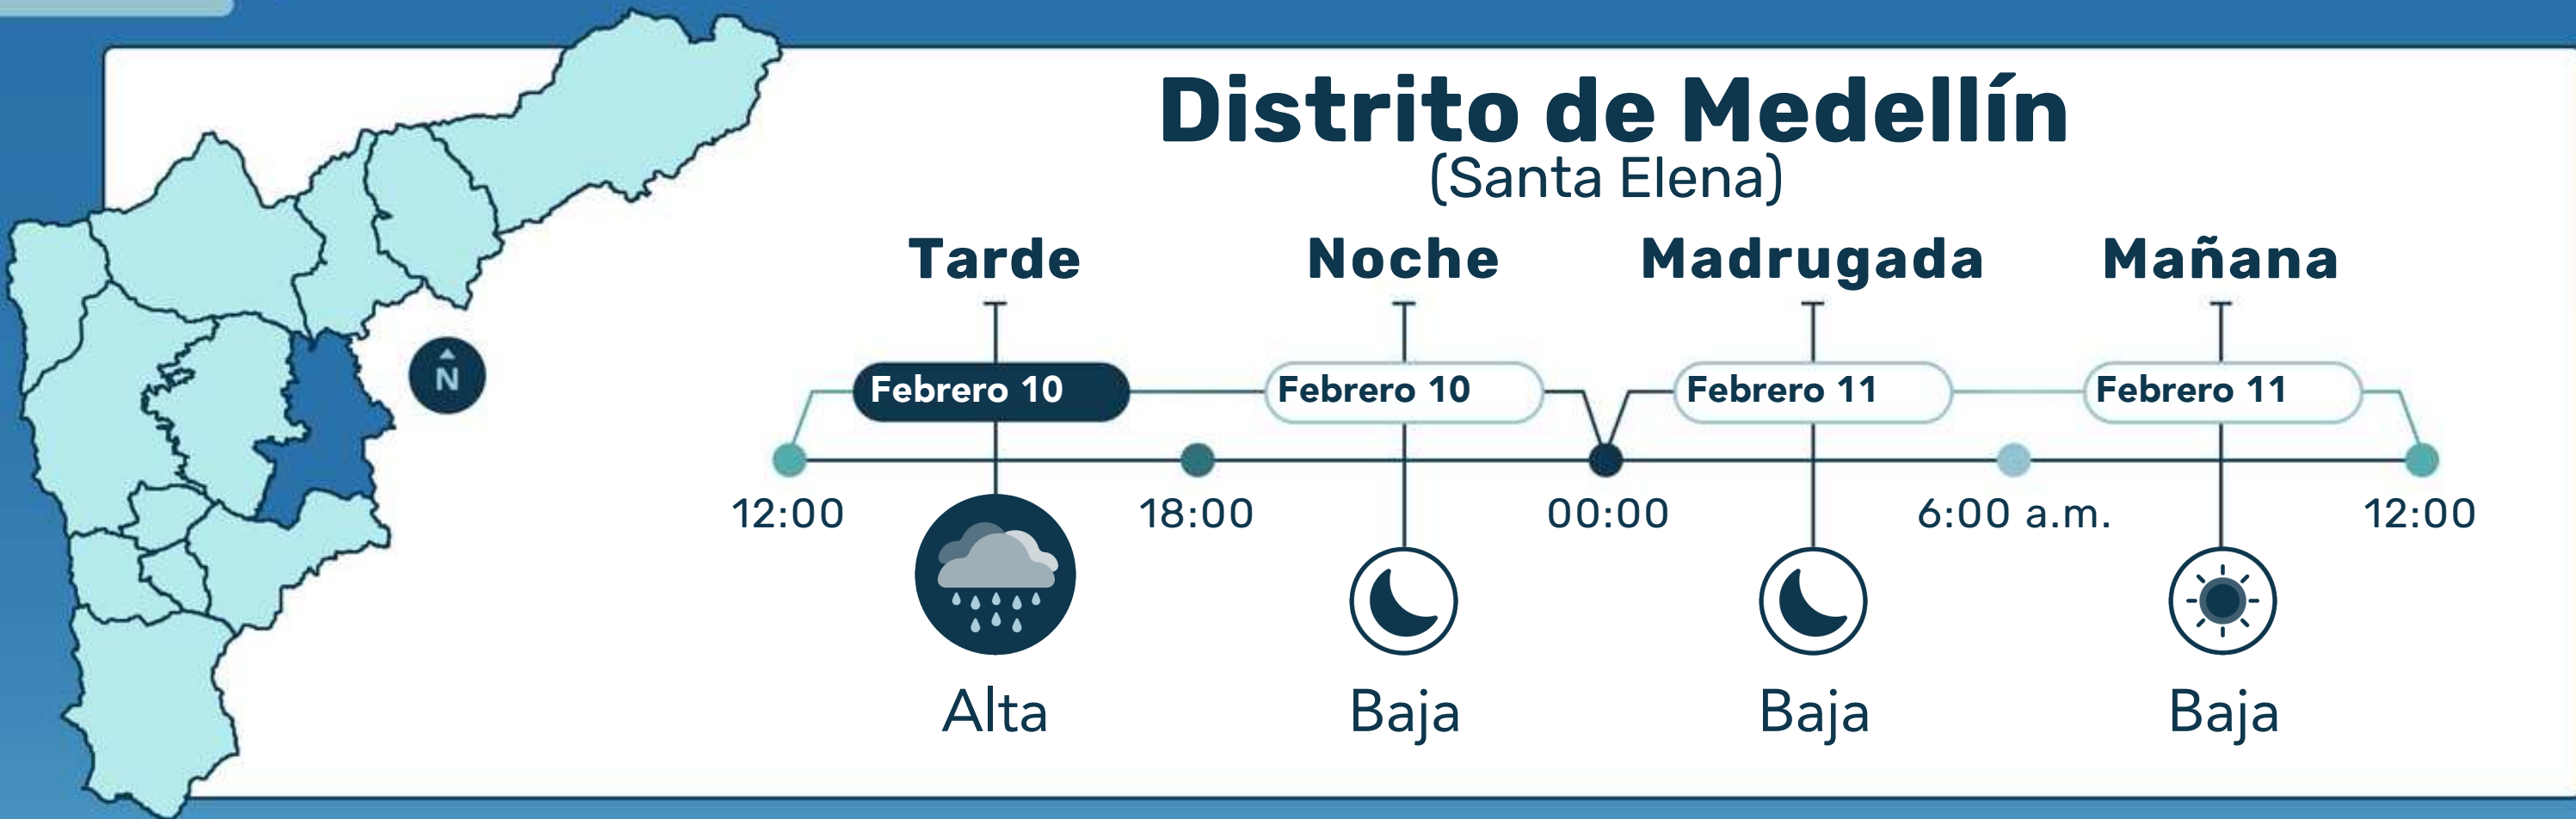 Distrito de Medellín
(Santa Elena)
Tarde Noche Madrugada Mañana
N
Febrero 10 Febrero 10 Febrero 11 Febrero 11
12:00 18:00 00:00 6:00 a.m. 12:00
Alta Baja Baja Baja